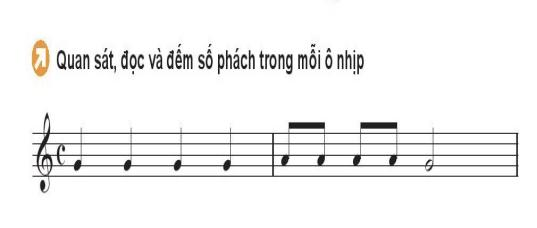 Quan sát, đọc và đếm số phách trong mỗi ô nhịp